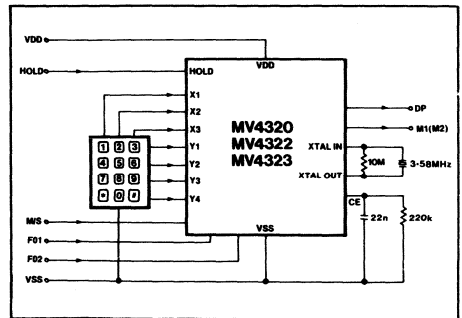 VDD
VDD
HOLD
HOLD
X1
X2
X3
Y1
Y2
Y3
Y4
MV4320
MV4322
MV4323
DP
M1(M2)
XTAL IN
XTAL OUT
10M
3·58MHz
1 2 3
4 5 6
7 8 9
* 0 #
CE
22n
220k
M/S
F01
F02
VSS
VSS